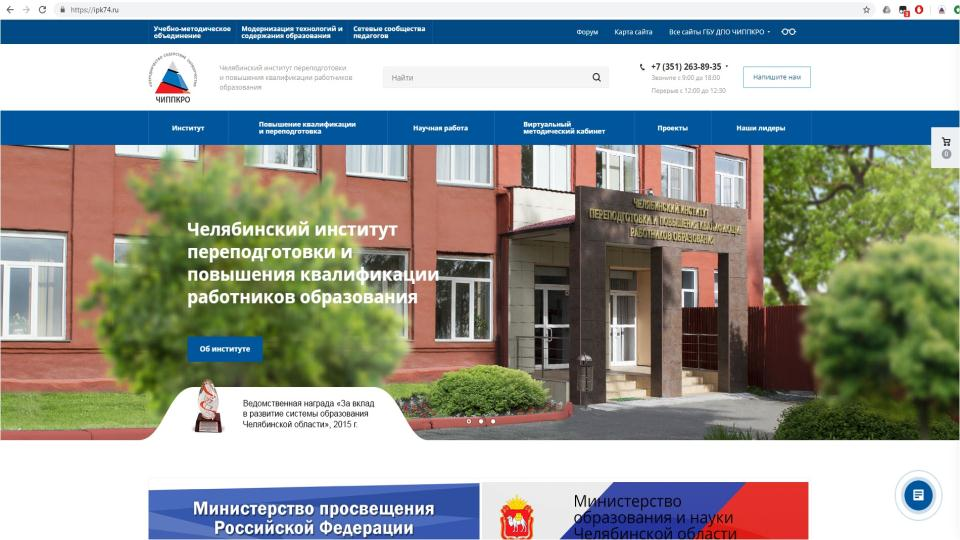 https://ipk74.ru
Учебно-методическое
объединение
Модернизация технологий и
содержания образования
Сетевые сообщества
педагогов
Форум
Карта сайта
Все сайты ГБУ ДПО ЧИППКРО
ЧИППКРО
Челябинский институт переподготовки
и повышения квалификации работников
образования
Найти
+7 (351) 263-89-35
Звоните с 9:00 до 18:00
Перерыв с 12:00 до 12:30
Напишите нам
Институт
Повышение квалификации
и переподготовка
Научная работа
Виртуальный
методический кабинет
Проекты
Наши лидеры
0
Челябинский институт
переподготовки и
повышения квалификации
работников образования
ЧЕЛЯБИНСКИЙ ИНСТИТУТ
ПЕРЕПОДГОТОВКИ И ПОВЫШЕНИЯ КВАЛИФИКАЦИИ
РАБОТНИКОВ ОБРАЗОВАНИЯ
Об институте
Ведомственная награда «За вклад
в развитие системы образования
Челябинской области», 2015 г.
Министерство просвещения
Российской Федерации
Министерство
образования и науки
Челябинской области